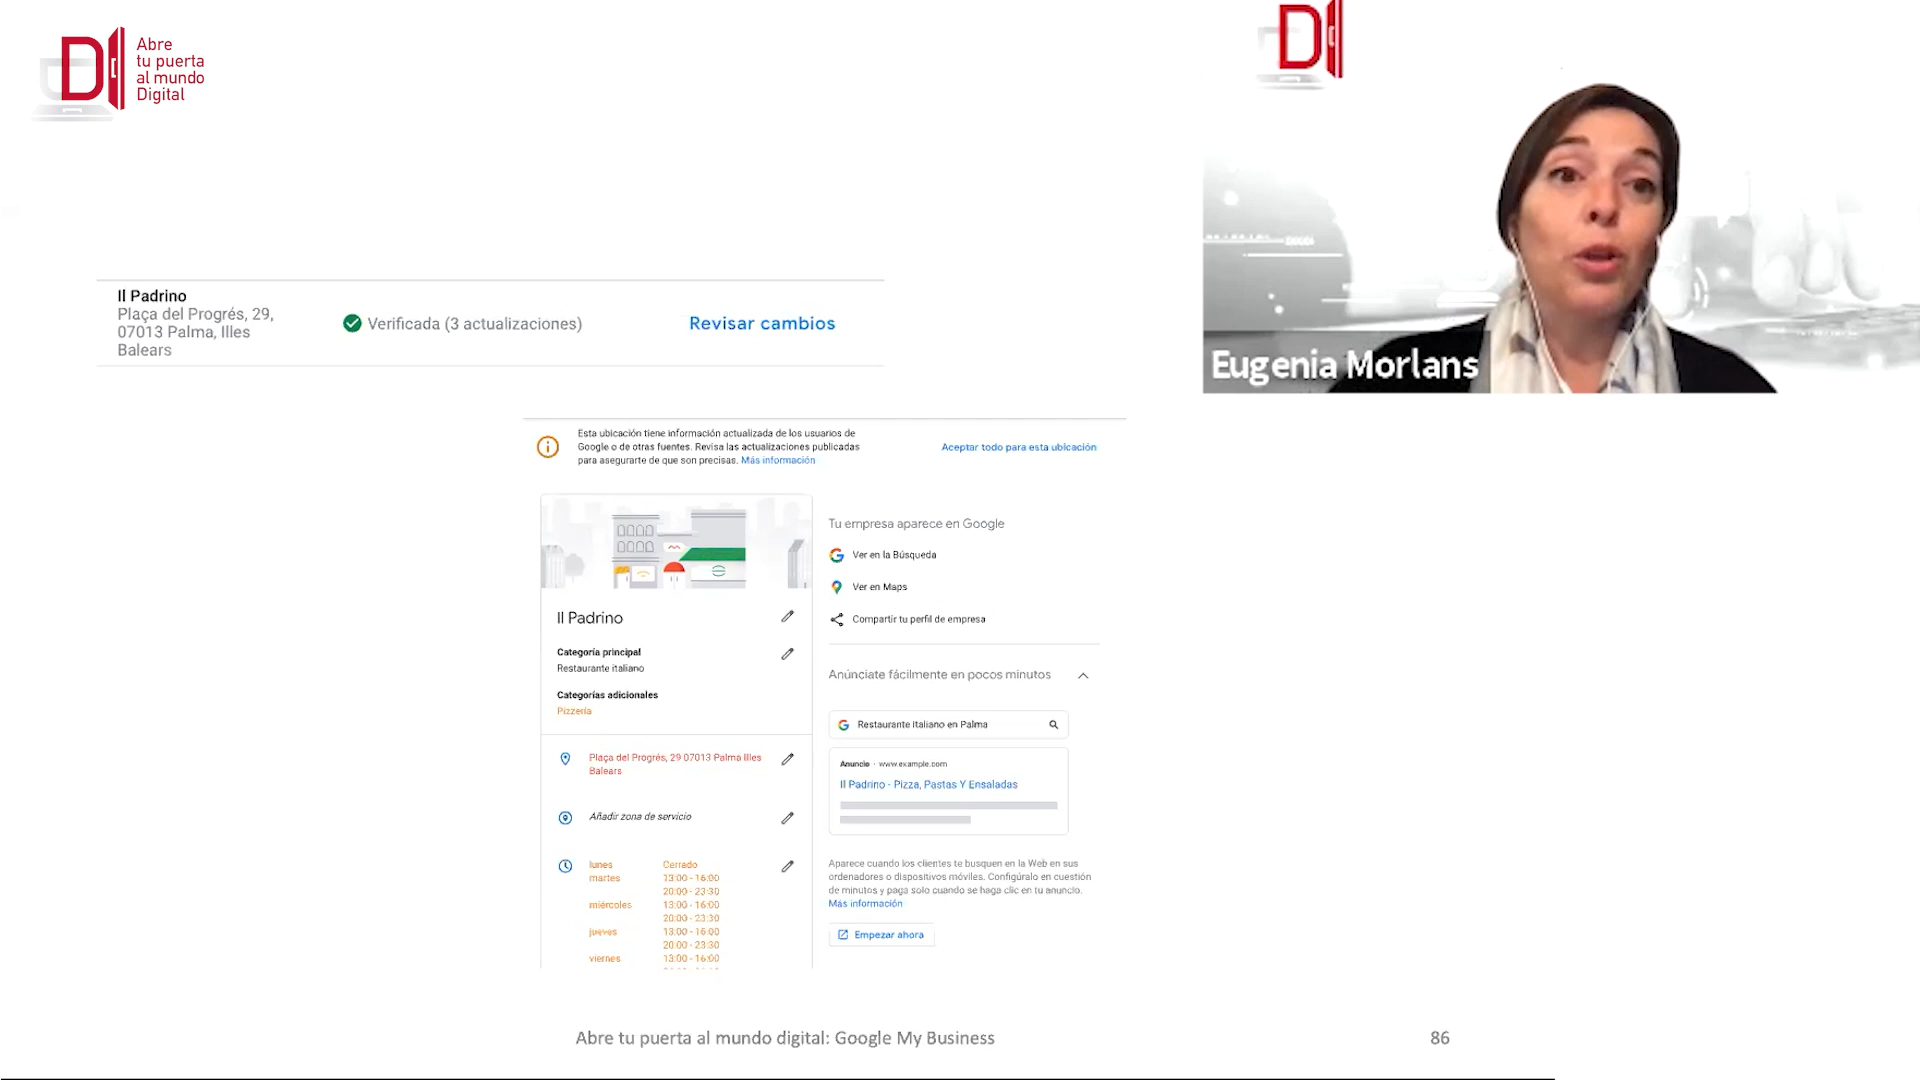 Abre
tu puerta
al mundo
Digital
Eugenia Morlans
Il Padrino
Plaça del Progrés, 29,
07013 Palma, Illes
Balears
Verificada (3 actualizaciones)
Revisar cambios
Esta ubicación tiene información actualizada de los usuarios de
Google o de otras fuentes. Revisa las actualizaciones publicadas
para asegurarte de que son precisas. Más información
Aceptar todo para esta ubicación
Il Padrino
Categoría principal
Restaurante italiano
Categorías adicionales
Pizzería
Plaça del Progrés, 29 07013 Palma Illes
Balears
Añadir zona de servicio
lunes Cerrado
martes 13:00 - 16:00
20:00 - 23:30
miércoles 13:00 - 16:00
20:00 - 23:30
jueves 13:00 - 16:00
20:00 - 23:30
viernes 13:00 - 16:00
Tu empresa aparece en Google
Ver en la Búsqueda
Ver en Maps
Compartir tu perfil de empresa
Anúnciate fácilmente en pocos minutos
Restaurante Italiano en Palma
Anuncio · www.example.com
Il Padrino - Pizza, Pastas Y Ensaladas
Aparece cuando los clientes te busquen en la Web en sus
ordenadores o dispositivos móviles. Configúralo en cuestión
de minutos y paga solo cuando se haga clic en tu anuncio.
Más información
Empezar ahora
Abre tu puerta al mundo digital: Google My Business
86